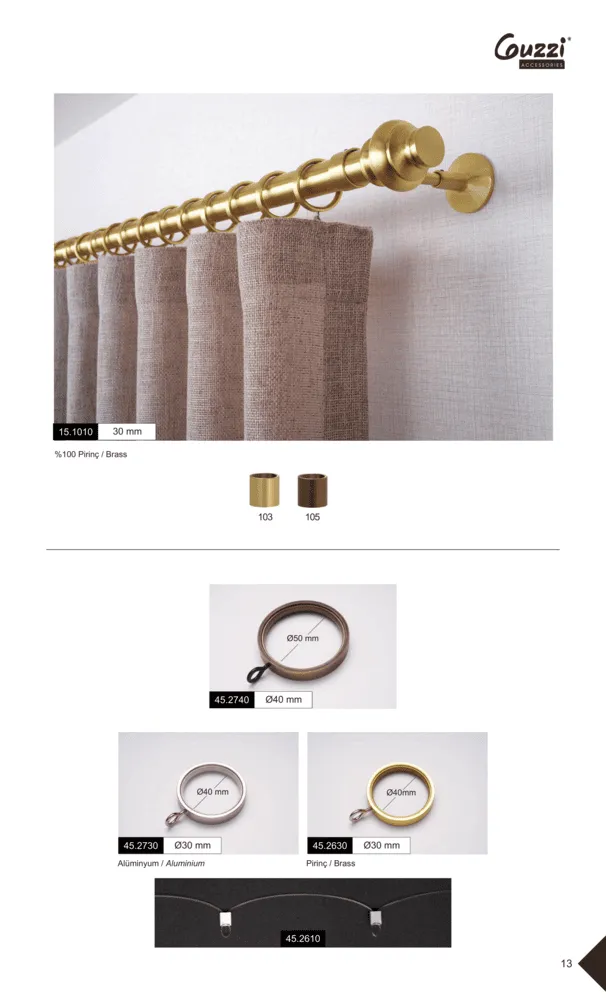 Couzzi
ACCESSORIES
15.1010 30 mm
%100 Pirinç / Brass
103 105
Ø50 mm
45.2740 Ø40 mm
Ø40 mm
Ø40mm
45.2730 Ø30 mm
45.2630 Ø30 mm
Alüminyum / Aluminium
Pirinç / Brass
45.2610
13